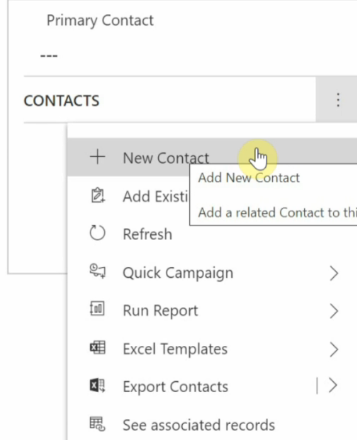 Primary Contact
---
CONTACTS
New Contact
Add New Contact
Add Existi
Add a related Contact to thi
Refresh
Quick Campaign
Run Report
Excel Templates
Export Contacts
See associated records